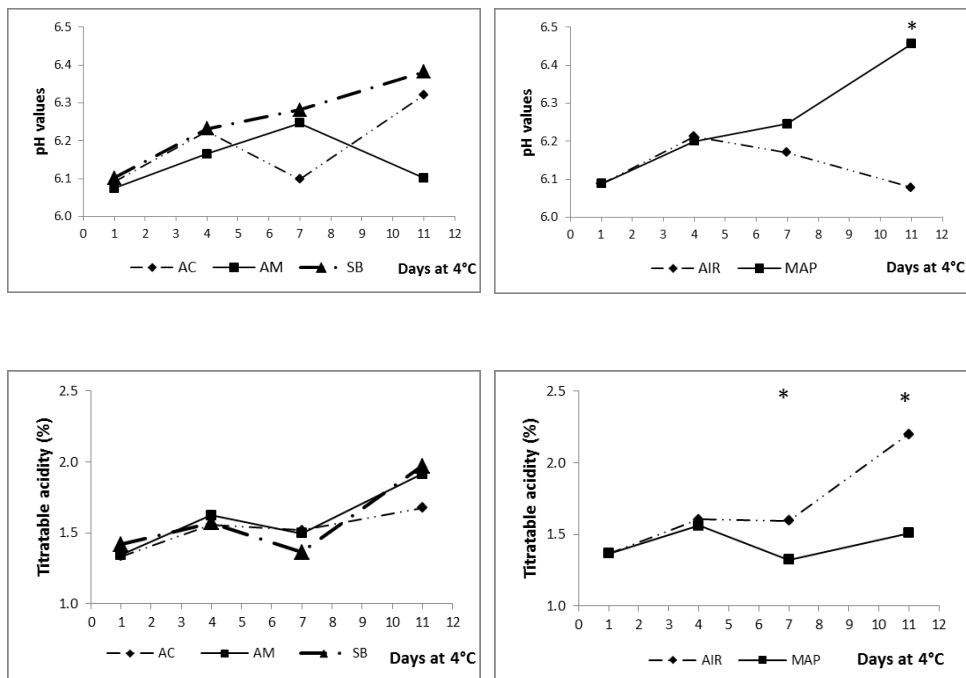 6.5
6.4
6.3
6.2
6.1
6.0
pH values
0 1 2 3 4 5 6 7 8 9 10 11 12
AC AM SB Days at 4°C
*
6.5
6.4
6.3
6.2
6.1
6.0
pH values
0 1 2 3 4 5 6 7 8 9 10 11 12
AIR MAP Days at 4°C
2.5
2.0
1.5
1.0
Titratable acidity (%)
0 1 2 3 4 5 6 7 8 9 10 11 12
AC AM SB Days at 4°C
* *
2.5
2.0
1.5
1.0
Titratable acidity (%)
0 1 2 3 4 5 6 7 8 9 10 11 12
AIR MAP Days at 4°C